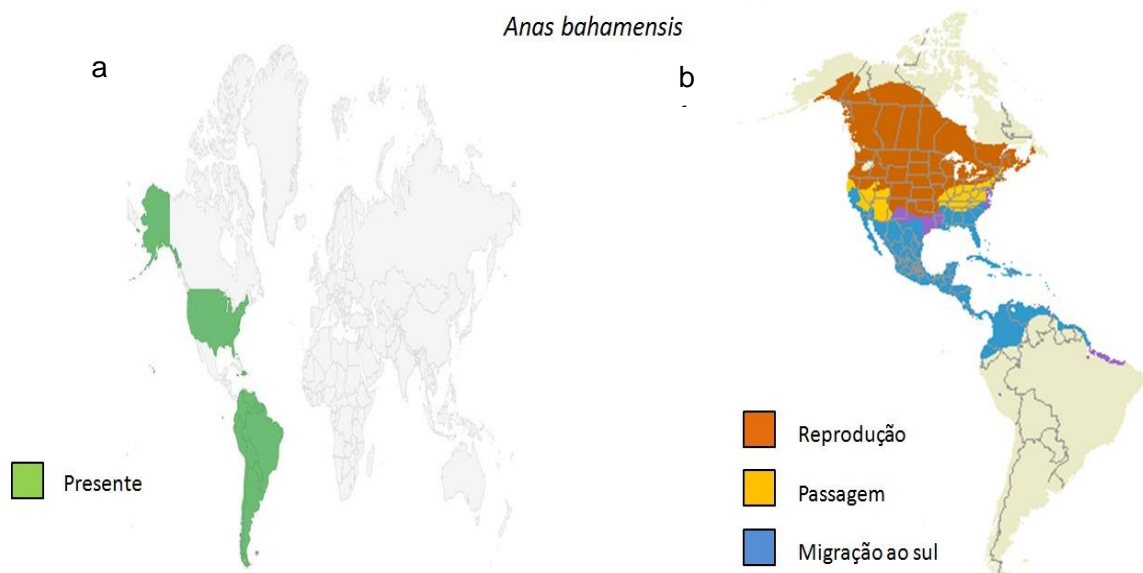 Anas bahamensis
a
b
Presente
Reprodução
Passagem
Migração ao sul